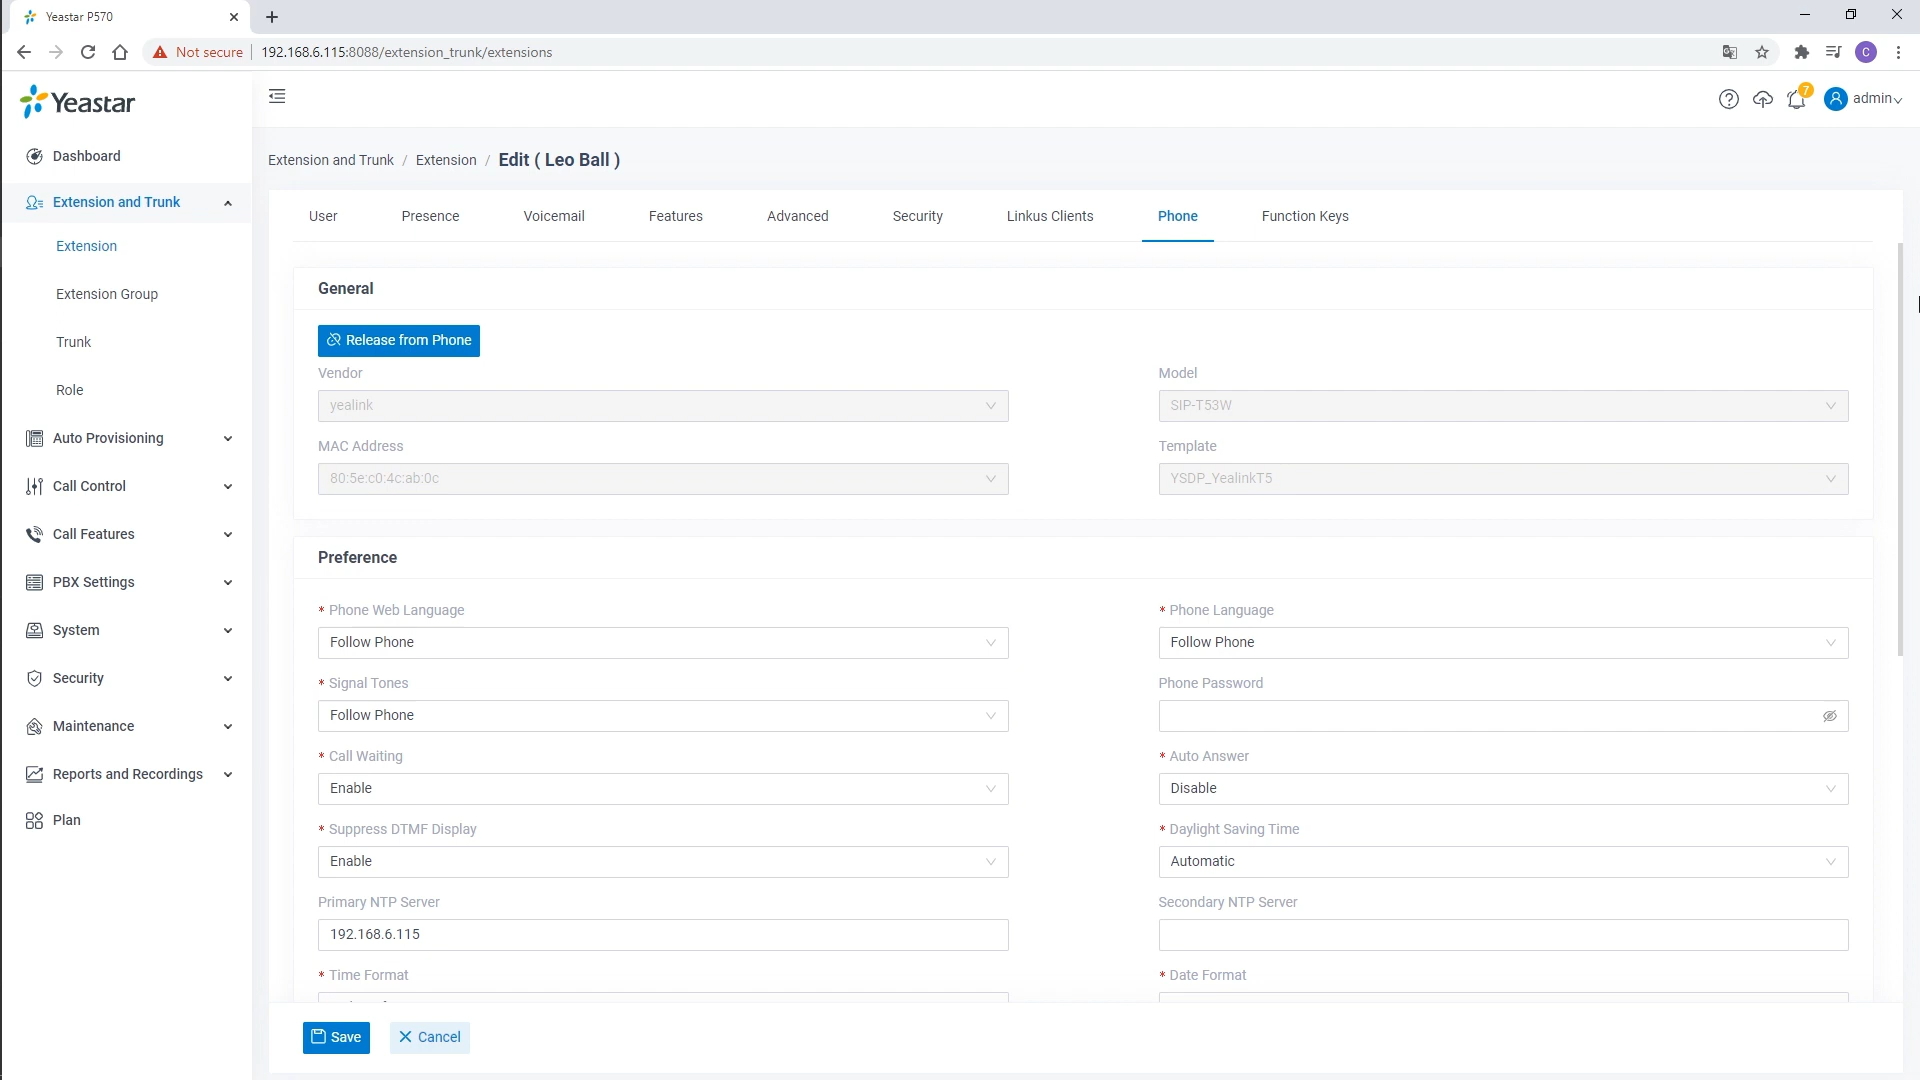 Yeastar P570
Not secure
192.168.6.115:8088/extension_trunk/extensions
C
Yeastar
7
admin
Dashboard
Extension and Trunk
Extension
Extension Group
Trunk
Role
Auto Provisioning
Call Control
Call Features
PBX Settings
System
Security
Maintenance
Reports and Recordings
Plan
Extension and Trunk / Extension / Edit ( Leo Ball )
User Presence Voicemail Features Advanced Security Linkus Clients Phone Function Keys
General
Release from Phone
Vendor
yealink
Model
SIP-T53W
MAC Address
80:5e:c0:4c:ab:0c
Template
YSDP_YealinkT5
Preference
* Phone Web Language
Follow Phone
* Phone Language
Follow Phone
* Signal Tones
Follow Phone
Phone Password
* Call Waiting
Enable
* Auto Answer
Disable
* Suppress DTMF Display
Enable
* Daylight Saving Time
Automatic
Primary NTP Server
192.168.6.115
Secondary NTP Server
* Time Format
* Date Format
Save
Cancel